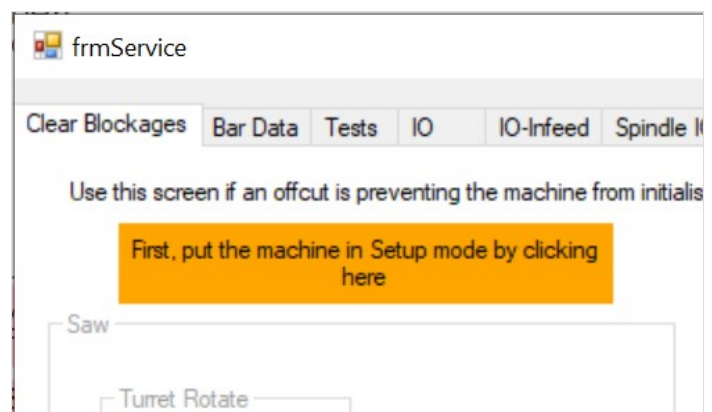 frmService
Clear Blockages Bar Data Tests IO IO-Infeed Spindle
Use this screen if an offcut is preventing the machine from
First, put the machine in Setup mode by clicking
here
Saw
Turret Rotate